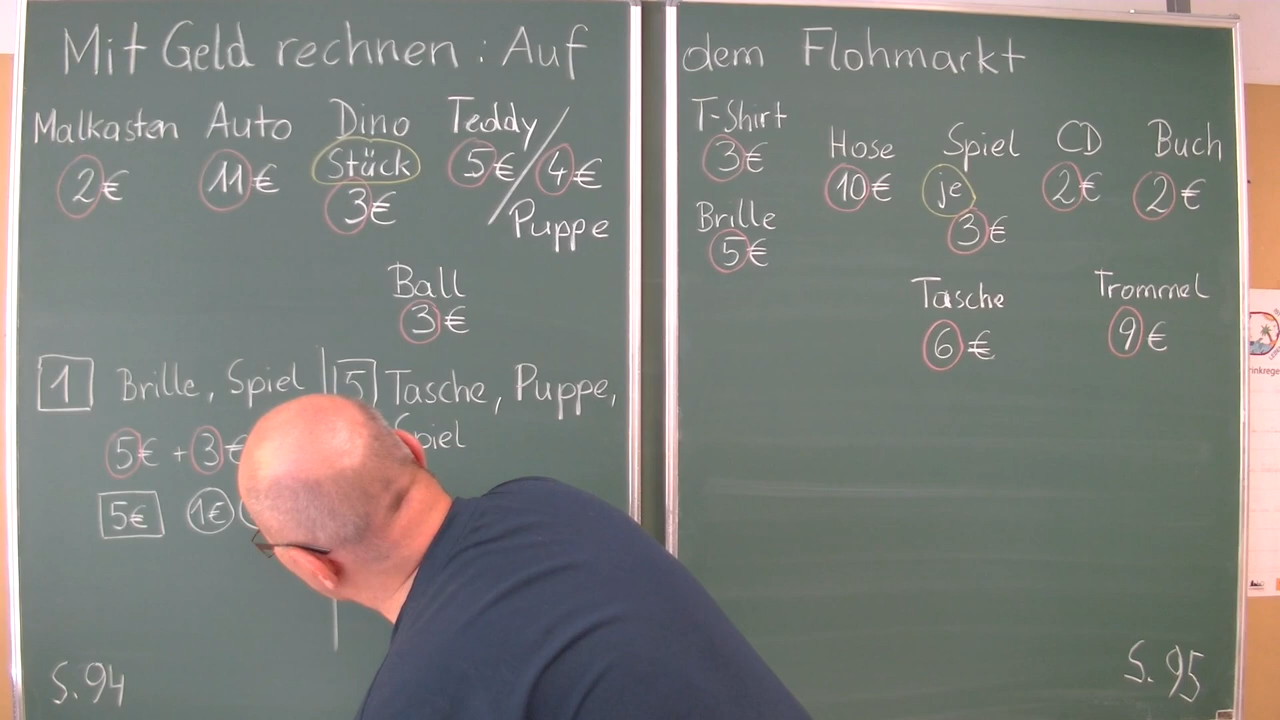 Mit Geld rechnen : Auf dem Flohmarkt
Malkasten
2€
Auto
11€
Dino
Stück
3€
Teddy
5€
4€
Puppe
Ball
3€
T-Shirt
3€
Brille
5€
Hose
10€
Spiel
je
3€
CD
2€
Buch
2€
Tasche
6€
Trommel
9€
1 Brille, Spiel
5€ + 3€
5€ 1€
5 Tasche, Puppe,
Spiel
S. 94
S. 95